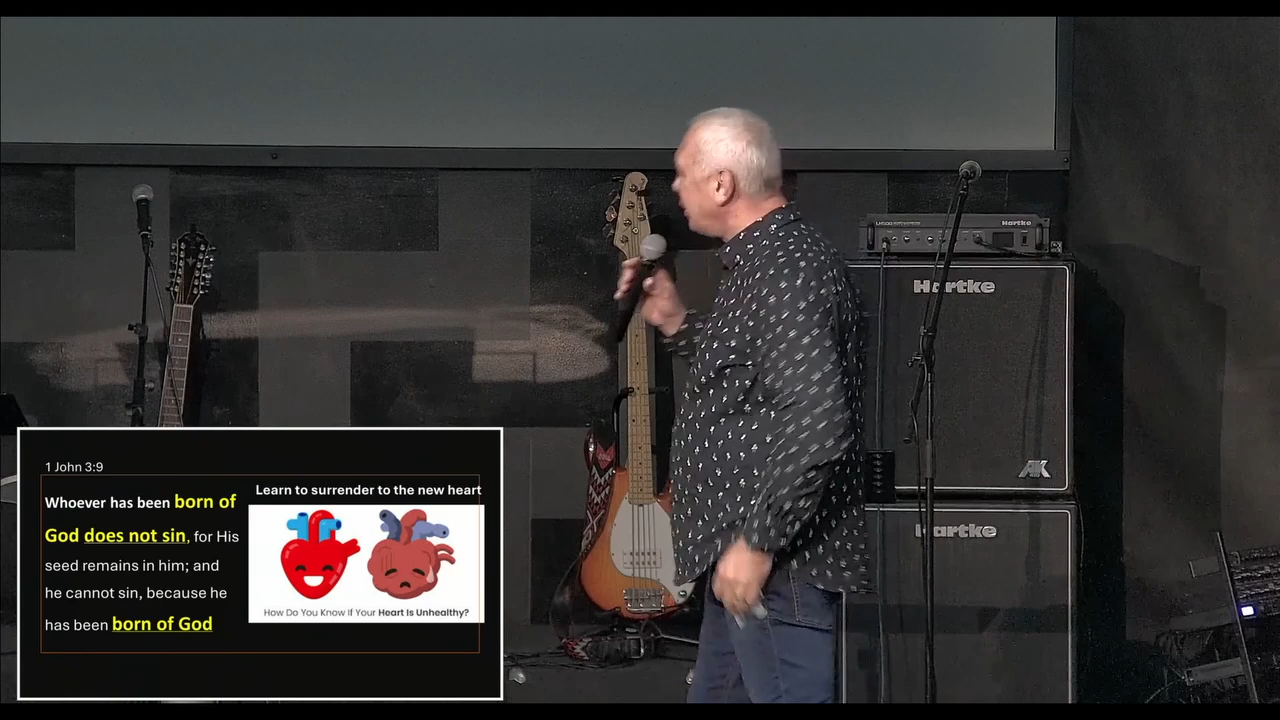 Hartke
Hartke
AK
Hartke
1 John 3:9
Whoever has been born of
God does not sin, for His
seed remains in him; and
he cannot sin, because he
has been born of God
Learn to surrender to the new heart
How Do You Know If Your Heart Is Unhealthy?